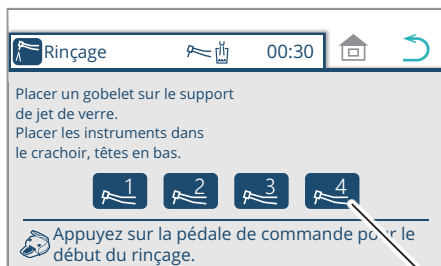 Rinçage 00:30
Placer un gobelet sur le support
de jet de verre.
Placer les instruments dans
le crachoir, têtes en bas.
1 2 3 4
Appuyez sur la pédale de commande pour le
début du rinçage.